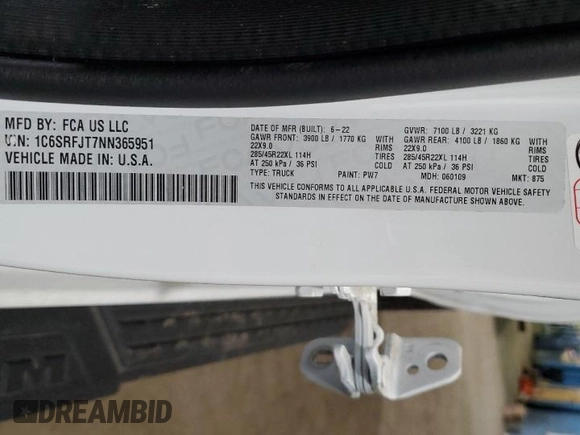 MFD BY: FCA US LLC
: 1C6SRFJT7NN365951
VEHICLE MADE IN: U.S.A.
DATE OF MFR (BUILT): 6-22
GVWR: 7100 LB / 3221 KG
GAWR FRONT: 3900 LB / 1770 KG WITH
GAWR REAR: 4100 LB / 1860 KG WITH
22X9.0 RIMS
22X9.0 RIMS
285/45R22XL 114H TIRES
285/45R22XL 114H TIRES
AT 250 kPa / 36 PSI COLD
AT 250 kPa / 36 PSI COLD
TYPE: TRUCK
PAINT: PW7
MDH: 060109
MKT: 875
THIS VEHICLE CONFORMS TO ALL APPLICABLE U.S.A. FEDERAL MOTOR VEHICLE SAFETY
STANDARDS IN EFFECT ON THE DATE OF MANUFACTURE SHOWN ABOVE.
M
DREAMBID